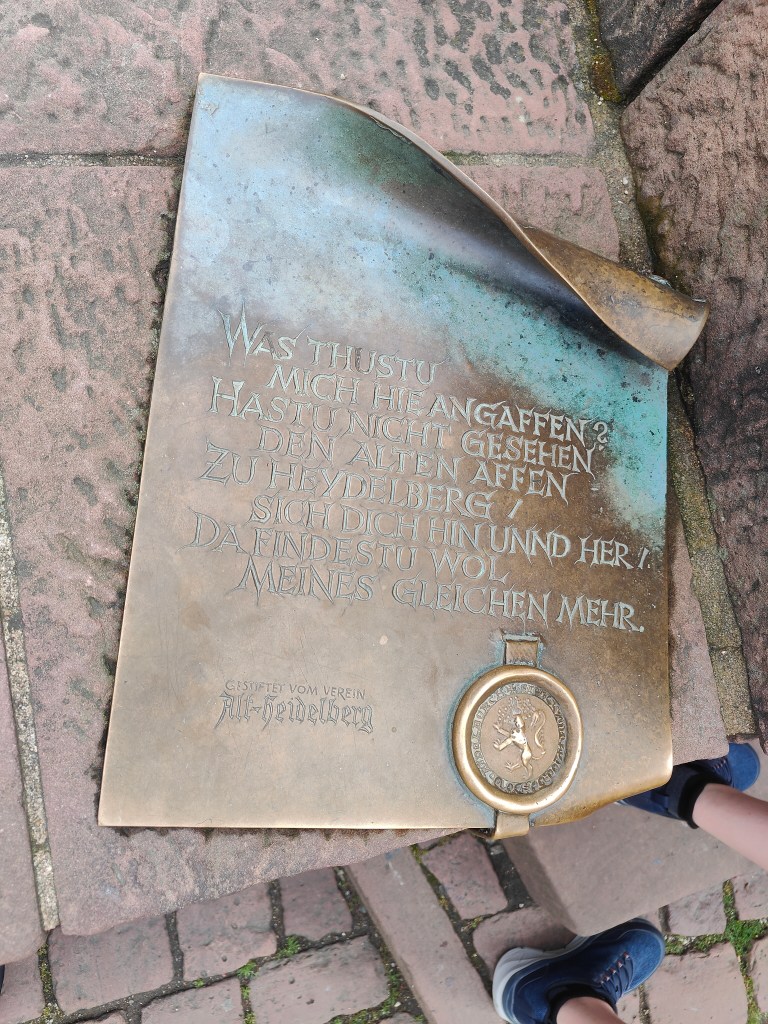 WAS THUSTU
MICH HIE ANGAFFEN?
HASTU NICHT GESEHEN
DEN ALTEN AFFEN
ZU HEYDELBERG/
SICH DICH HIN UNND HER/
DA FINDESTU WOL
MEINES GLEICHEN MEHR.
GESTIFTET VOM VEREIN
Alt-Heidelberg